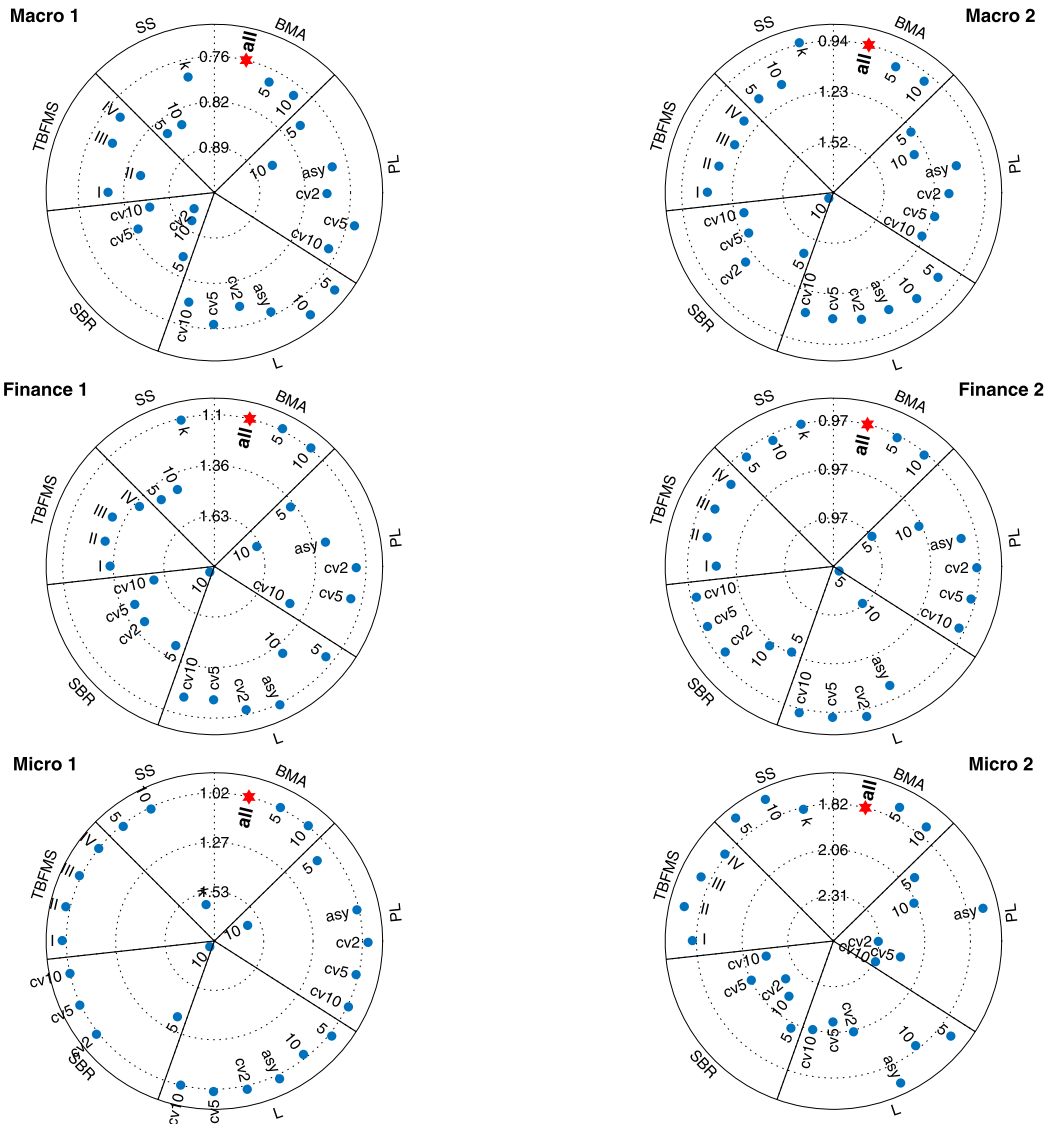 Macro 1
SS
BMA
PL
L
SBR
TBFMS
0.76
0.82
0.89
all
5
10
5
10
asy
cv2
cv5
cv10
5
10
asy
cv2
cv5
cv10
5
10
cv2
cv5
cv10
I
II
III
IV
5
10
k
Macro 2
SS
BMA
PL
L
SBR
TBFMS
0.94
1.23
1.52
all
5
10
5
10
asy
cv2
cv5
cv10
5
10
asy
cv2
cv5
cv10
5
10
cv2
cv5
cv10
I
II
III
IV
5
10
k
Finance 1
SS
BMA
PL
L
SBR
TBFMS
1.1
1.36
1.63
all
5
10
5
10
asy
cv2
cv5
cv10
5
10
asy
cv2
cv5
cv10
5
10
cv2
cv5
cv10
I
II
III
IV
5
10
k
Finance 2
SS
BMA
PL
L
SBR
TBFMS
0.97
0.97
0.97
all
5
10
5
10
asy
cv2
cv5
cv10
5
10
asy
cv2
cv5
cv10
5
10
cv2
cv5
cv10
I
II
III
IV
5
10
k
Micro 1
SS
BMA
PL
L
SBR
TBFMS
1.02
1.27
1.53
all
5
10
5
10
asy
cv2
cv5
cv10
5
10
asy
cv2
cv5
cv10
5
10
cv2
cv5
cv10
I
II
III
IV
5
10
Micro 2
SS
BMA
PL
L
SBR
TBFMS
1.82
2.06
2.31
all
5
10
5
10
asy
cv2
cv5
cv10
5
10
asy
cv2
cv5
cv10
5
10
cv2
cv5
cv10
I
II
III
IV
5
10
k